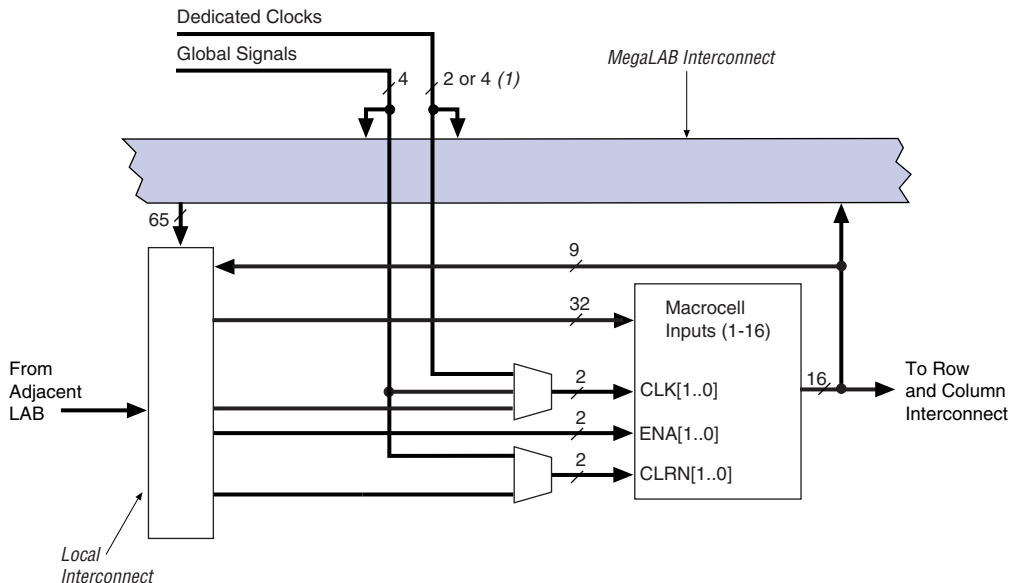 Dedicated Clocks
Global Signals
4
2 or 4 (1)
MegaLAB Interconnect
65
9
32
Macrocell
Inputs (1-16)
From
Adjacent
LAB
2
CLK[1..0]
16
To Row
and Column
Interconnect
2
ENA[1..0]
2
CLRN[1..0]
Local
Interconnect